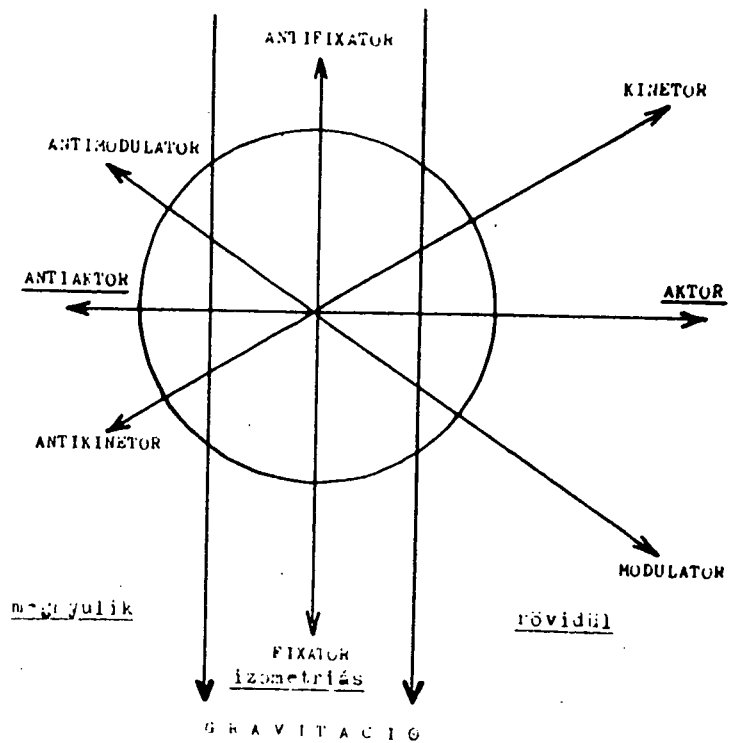 ANTIFIXATOR
KINETOR
ANTIMODULATOR
ANTIAKTOR
AKTOR
ANTIKINETOR
MODULATOR
megnyulik
rövidül
FIXATOR
izometriás
G R A V I T A C I Ó